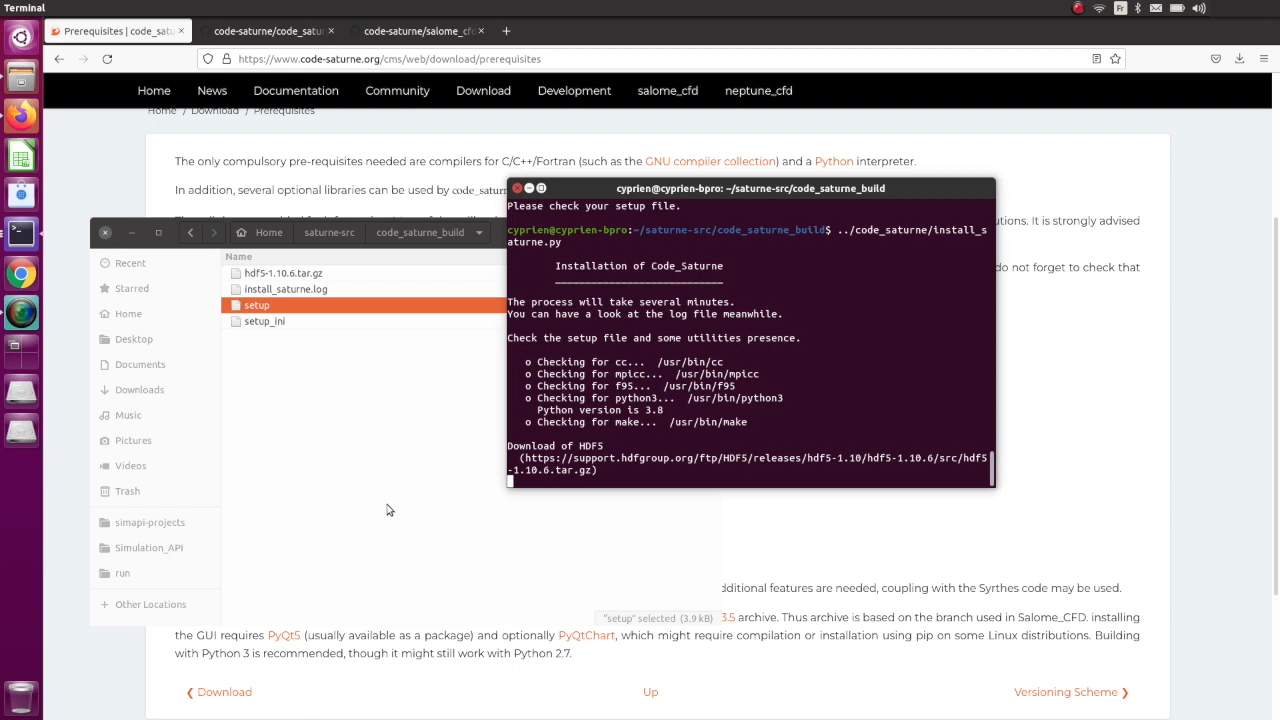 Terminal
Fr
Prerequisites | code_satu
code-saturne/code_satur
code-saturne/salome_cfd
https://www.code-saturne.org/cms/web/download/prerequisites
Home News Documentation Community Download Development salome_cfd neptune_cfd
Home / Download / Prerequisites
The only compulsory pre-requisites needed are compilers for C/C++/Fortran (such as the GNU compiler collection) and a Python interpreter.
In addition, several optional libraries can be used by code_saturn
utions. It is strongly advised
do not forget to check that
Home saturne-src code_saturne_build
Recent
Starred
Home
Desktop
Documents
Downloads
Music
Pictures
Videos
Trash
simapi-projects
Simulation_API
run
+ Other Locations
Name
hdf5-1.10.6.tar.gz
install_saturne.log
setup
setup_ini
"setup" selected (3.9 kB)
cyprien@cyprien-bpro: ~/saturne-src/code_saturne_build
Please check your setup file.
cyprien@cyprien-bpro:~/saturne-src/code_saturne_build$ ../code_saturne/install_s
aturne.py
Installation of Code_Saturne
____________________________
The process will take several minutes.
You can have a look at the log file meanwhile.
Check the setup file and some utilities presence.
o Checking for cc... /usr/bin/cc
o Checking for mpicc... /usr/bin/mpicc
o Checking for f95... /usr/bin/f95
o Checking for python3... /usr/bin/python3
Python version is 3.8
o Checking for make... /usr/bin/make
Download of HDF5
(https://support.hdfgroup.org/ftp/HDF5/releases/hdf5-1.10/hdf5-1.10.6/src/hdf5
-1.10.6.tar.gz)
dditional features are needed, coupling with the Syrthes code may be used.
3.5 archive. Thus archive is based on the branch used in Salome_CFD. installing
the GUI requires PyQt5 (usually available as a package) and optionally PyQtChart, which might require compilation or installation using pip on some Linux distributions. Building
with Python 3 is recommended, though it might still work with Python 2.7.
❮ Download Up Versioning Scheme ❯